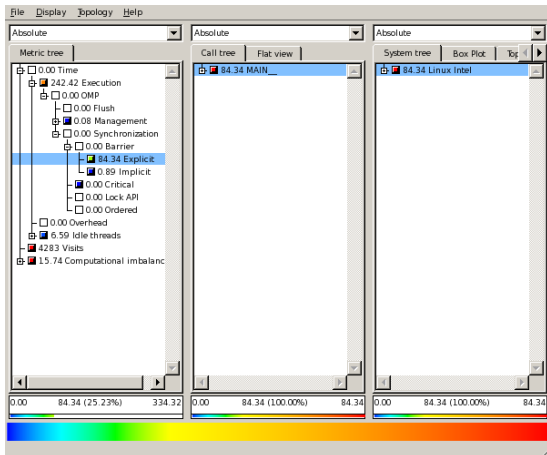 File Display Topology Help
Absolute Absolute Absolute
Metric tree Call tree Flat view System tree Box Plot Top
0.00 Time 84.34 MAIN__ 84.34 Linux Intel
242.42 Execution
0.00 OMP
0.00 Flush
0.08 Management
0.00 Synchronization
0.00 Barrier
84.34 Explicit
0.89 Implicit
0.00 Critical
0.00 Lock API
0.00 Ordered
0.00 Overhead
6.59 Idle threads
4283 Visits
15.74 Computational imbalanc
0.00 84.34 (25.23%) 334.32 0.00 84.34 (100.00%) 84.34 0.00 84.34 (100.00%) 84.34